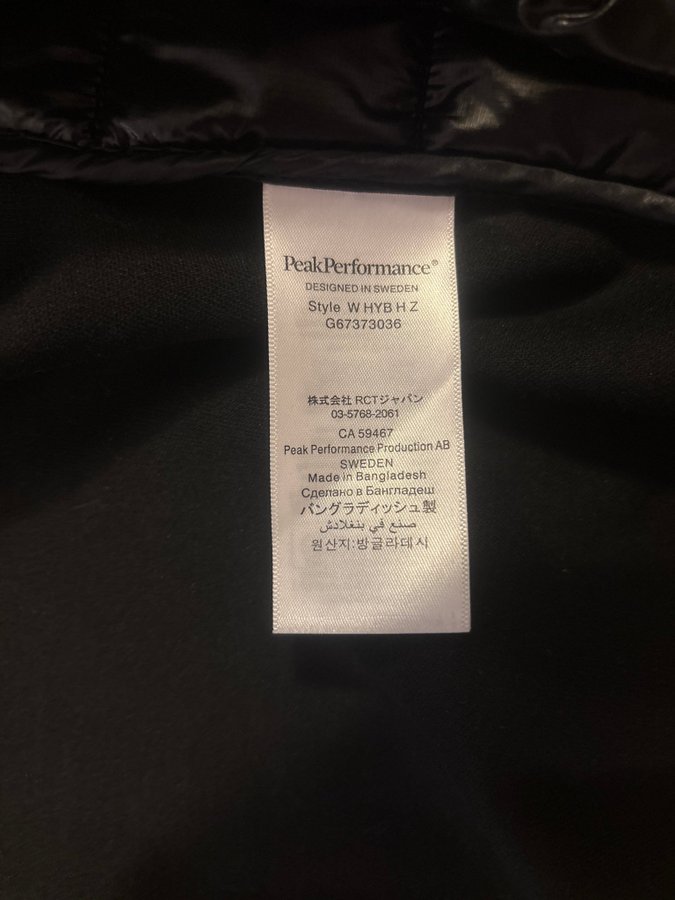 PeakPerformance®
DESIGNED IN SWEDEN
Style W HYB H Z
G67373036
株式会社 RCTジャパン
03-5768-2061
CA 59467
Peak Performance Production AB
SWEDEN
Made in Bangladesh
Сделано в Бангладеш
バングラディッシュ製
صنع في بنغلادش
원산지:방글라데시